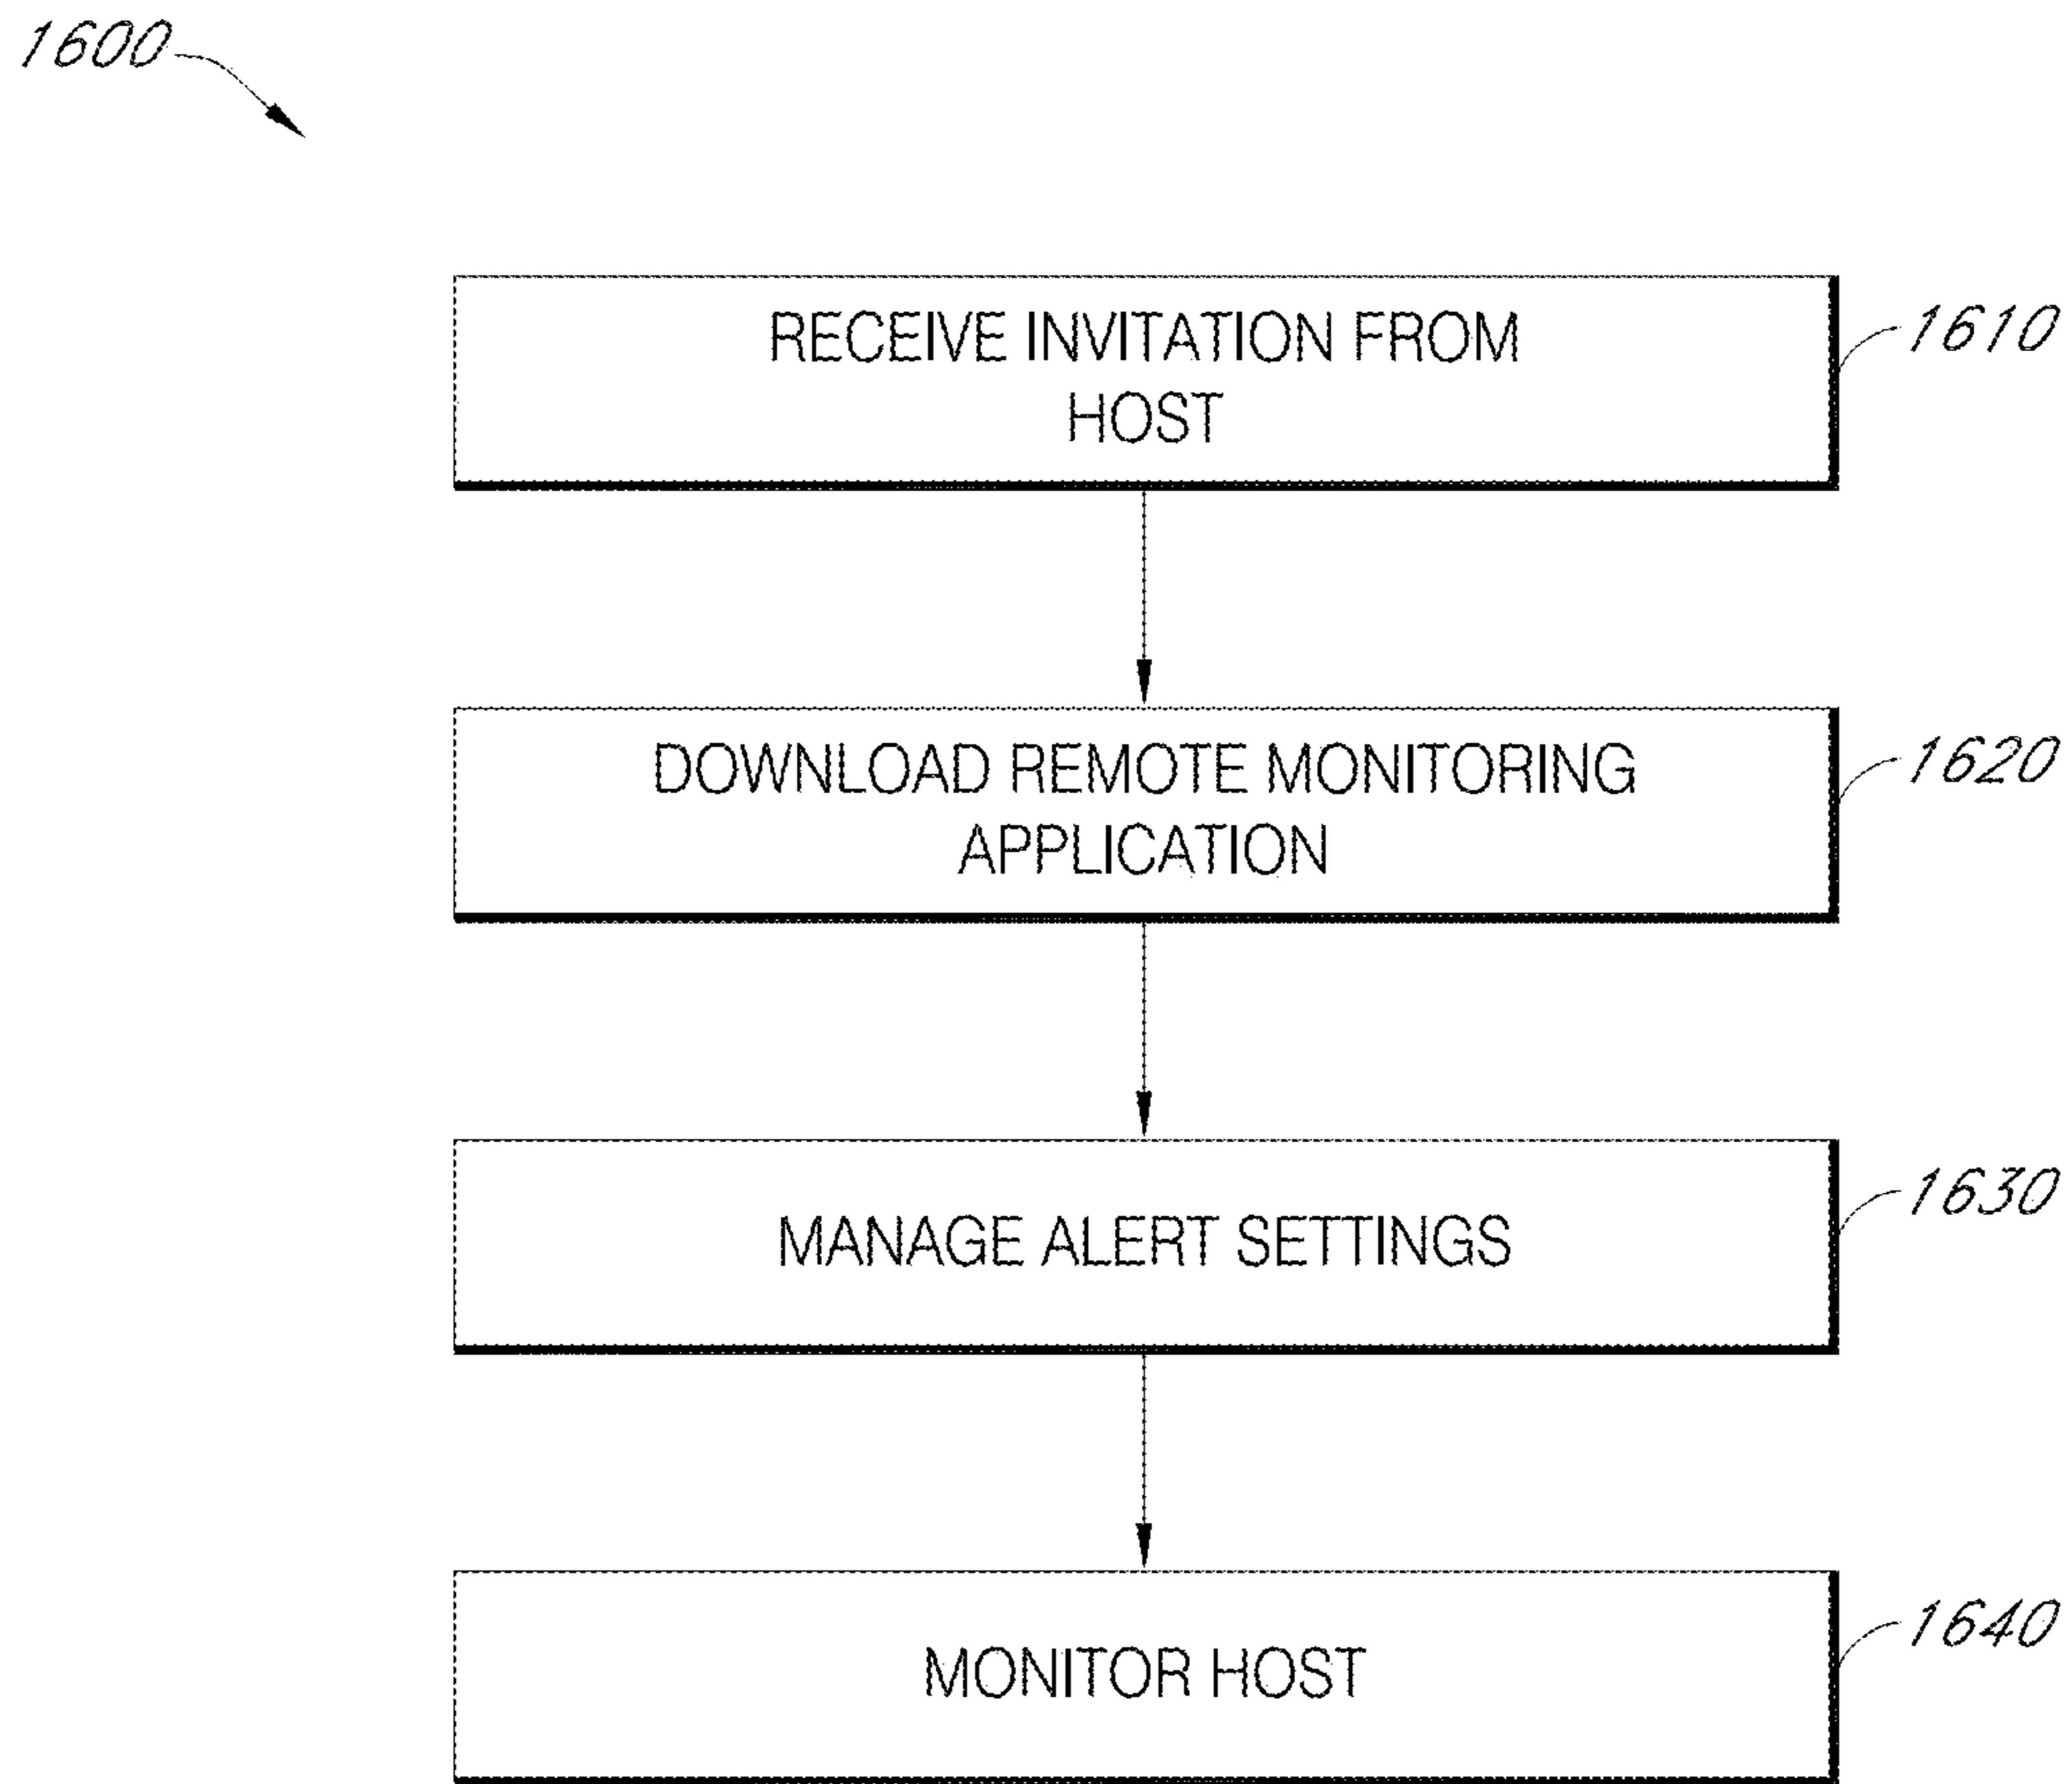 1600
RECEIVE INVITATION FROM
HOST
1610
DOWNLOAD REMOTE MONITORING
APPLICATION
1620
MANAGE ALERT SETTINGS
1630
MONITOR HOST
1640